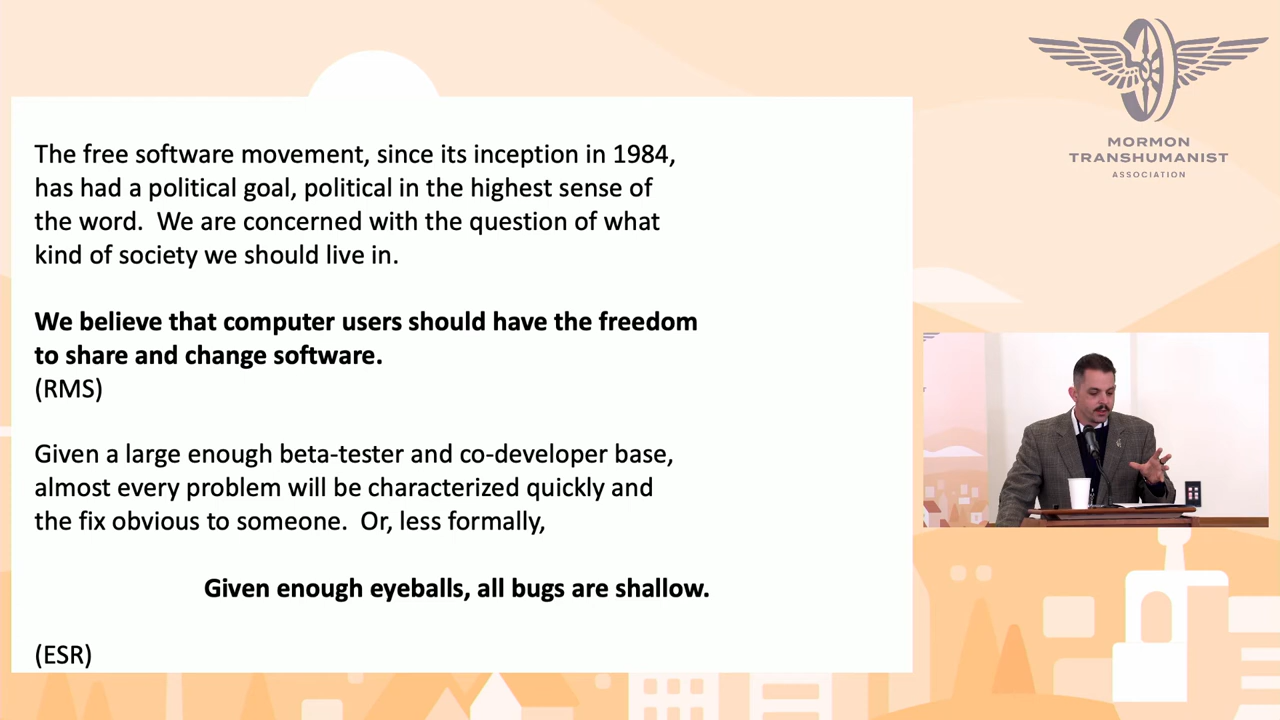 The free software movement, since its inception in 1984,
has had a political goal, political in the highest sense of
the word.  We are concerned with the question of what
kind of society we should live in.
We believe that computer users should have the freedom
to share and change software.
(RMS)
Given a large enough beta-tester and co-developer base,
almost every problem will be characterized quickly and
the fix obvious to someone.  Or, less formally,
Given enough eyeballs, all bugs are shallow.
(ESR)
MORMON
TRANSHUMANIST
ASSOCIATION